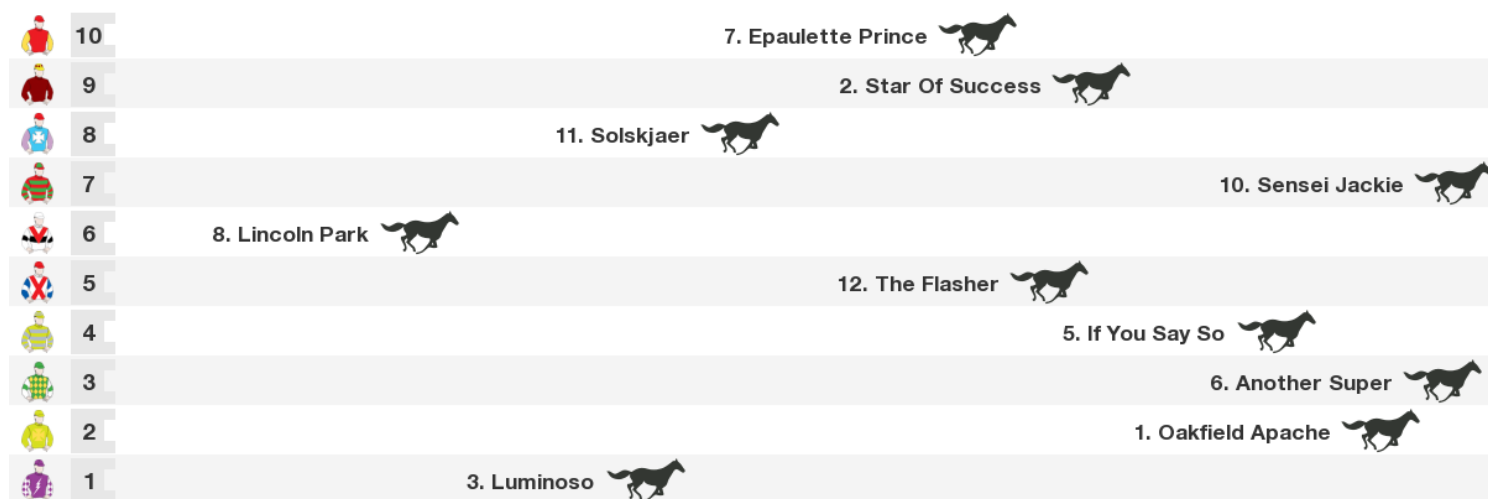 10 7. Epaulette Prince
9 2. Star Of Success
8 11. Solskjaer
7 10. Sensei Jackie
6 8. Lincoln Park
5 12. The Flasher
4 5. If You Say So
3 6. Another Super
2 1. Oakfield Apache
1 3. Luminoso